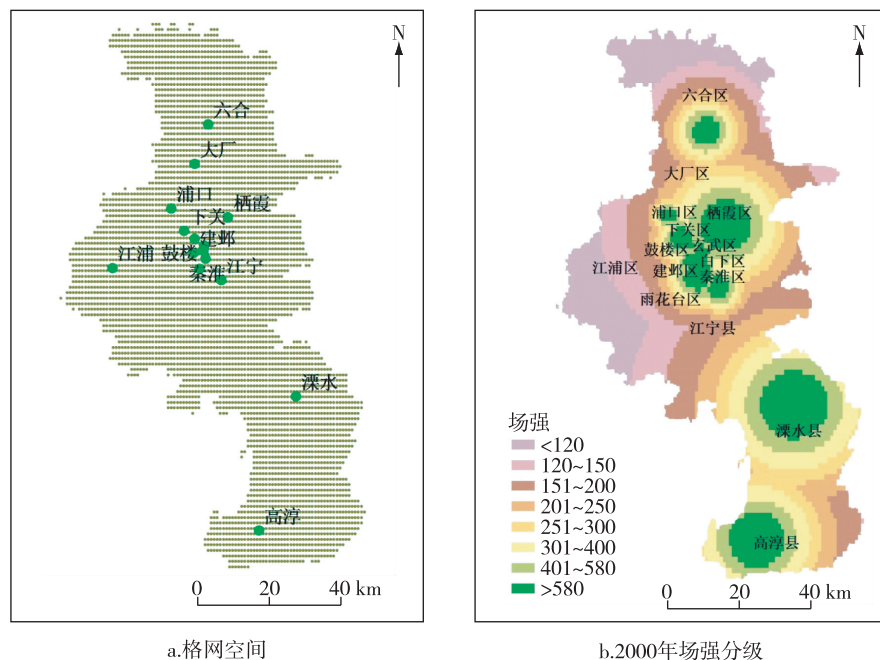 N
六合
大厂
浦口
栖霞
下关
建邺
江浦 鼓楼
江宁
秦淮
溧水
高淳
0 20 40 km
a.格网空间
N
六合区
大厂区
浦口区 栖霞区
下关区
玄武区
鼓楼区
白下区
江浦区
建邺区
秦淮区
雨花台区
江宁县
溧水县
高淳县
场强
<120
120~150
151~200
201~250
251~300
301~400
401~580
>580
0 20 40 km
b.2000年场强分级